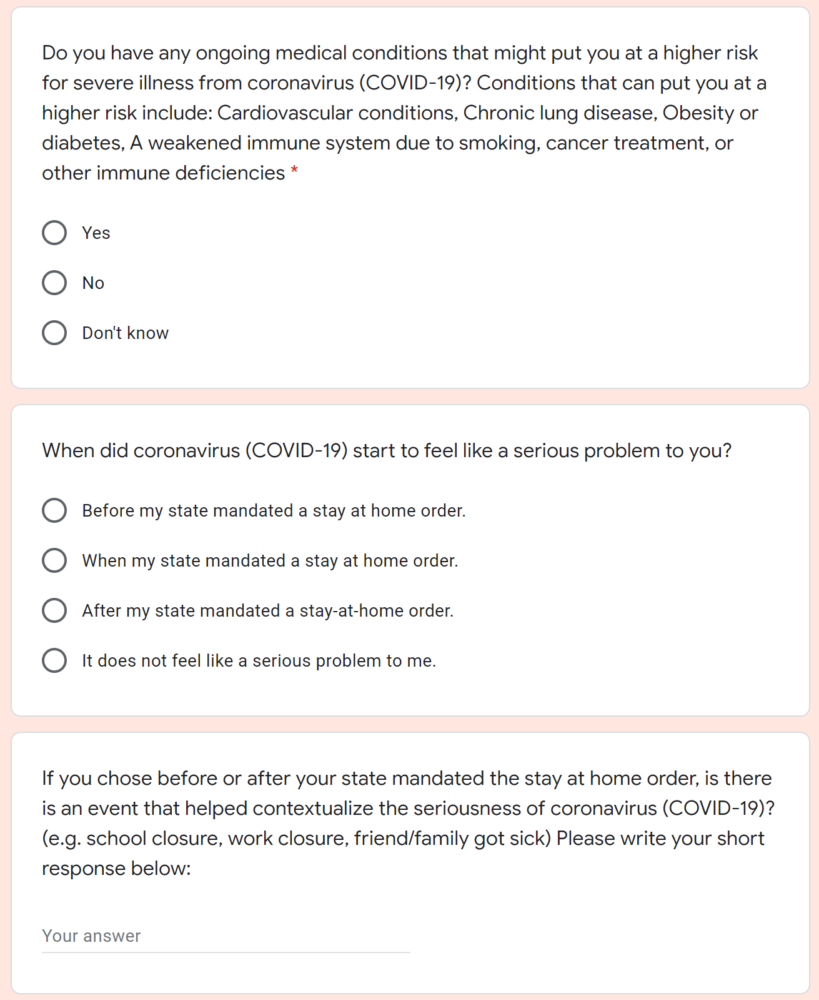 Do you have any ongoing medical conditions that might put you at a higher risk
for severe illness from coronavirus (COVID-19)? Conditions that can put you at a
higher risk include: Cardiovascular conditions, Chronic lung disease, Obesity or
diabetes, A weakened immune system due to smoking, cancer treatment, or
other immune deficiencies *
Yes
No
Don't know
When did coronavirus (COVID-19) start to feel like a serious problem to you?
Before my state mandated a stay at home order.
When my state mandated a stay at home order.
After my state mandated a stay-at-home order.
It does not feel like a serious problem to me.
If you chose before or after your state mandated the stay at home order, is there
is an event that helped contextualize the seriousness of coronavirus (COVID-19)?
(e.g. school closure, work closure, friend/family got sick) Please write your short
response below:
Your answer